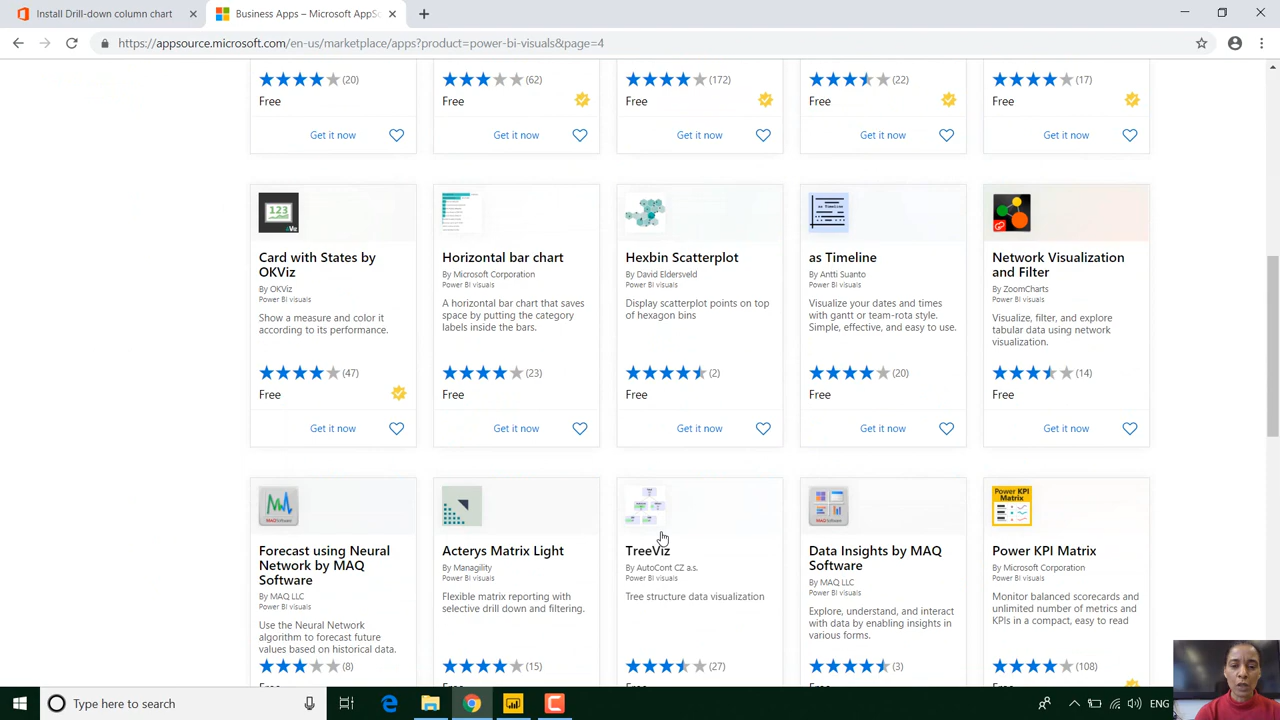 Install Drill-down column chart
Business Apps – Microsoft AppSo
https://appsource.microsoft.com/en-us/marketplace/apps?product=power-bi-visuals&page=4
(20)
(62)
(172)
(22)
(17)
Free
Free
Free
Free
Free
Get it now
Get it now
Get it now
Get it now
Get it now
123
Card with States by
OKViz
By OKViz
Power BI visuals
Show a measure and color it
according to its performance.
(47)
Free
Get it now
Horizontal bar chart
By Microsoft Corporation
Power BI visuals
A horizontal bar chart that saves
space by putting the category
labels inside the bars.
(23)
Free
Get it now
Hexbin Scatterplot
By David Eldersveld
Power BI visuals
Display scatterplot points on top
of hexagon bins
(2)
Free
Get it now
as Timeline
as Timeline
By Antti Suanto
Power BI visuals
Visualize your dates and times
with gantt or team-rota style.
Simple, effective, and easy to use.
(20)
Free
Get it now
Network Visualization
and Filter
By ZoomCharts
Power BI visuals
Visualize, filter, and explore
tabular data using network
visualization.
(14)
Free
Get it now
Forecast using Neural
Network by MAQ
Software
By MAQ LLC
Power BI visuals
Use the Neural Network
algorithm to forecast future
values based on historical data.
(8)
Acterys Matrix Light
By Managility
Power BI visuals
Flexible matrix reporting with
selective drill down and filtering.
(15)
TreeViz
By AutoCont CZ a.s.
Power BI visuals
Tree structure data visualization
(27)
Data Insights by MAQ
Software
By MAQ LLC
Power BI visuals
Explore, understand, and interact
with data by enabling insights in
various forms.
(3)
Power KPI
Matrix
Power KPI Matrix
By Microsoft Corporation
Power BI visuals
Monitor balanced scorecards and
unlimited number of metrics and
KPIs in a compact, easy to read
(108)
Type here to search
ENG